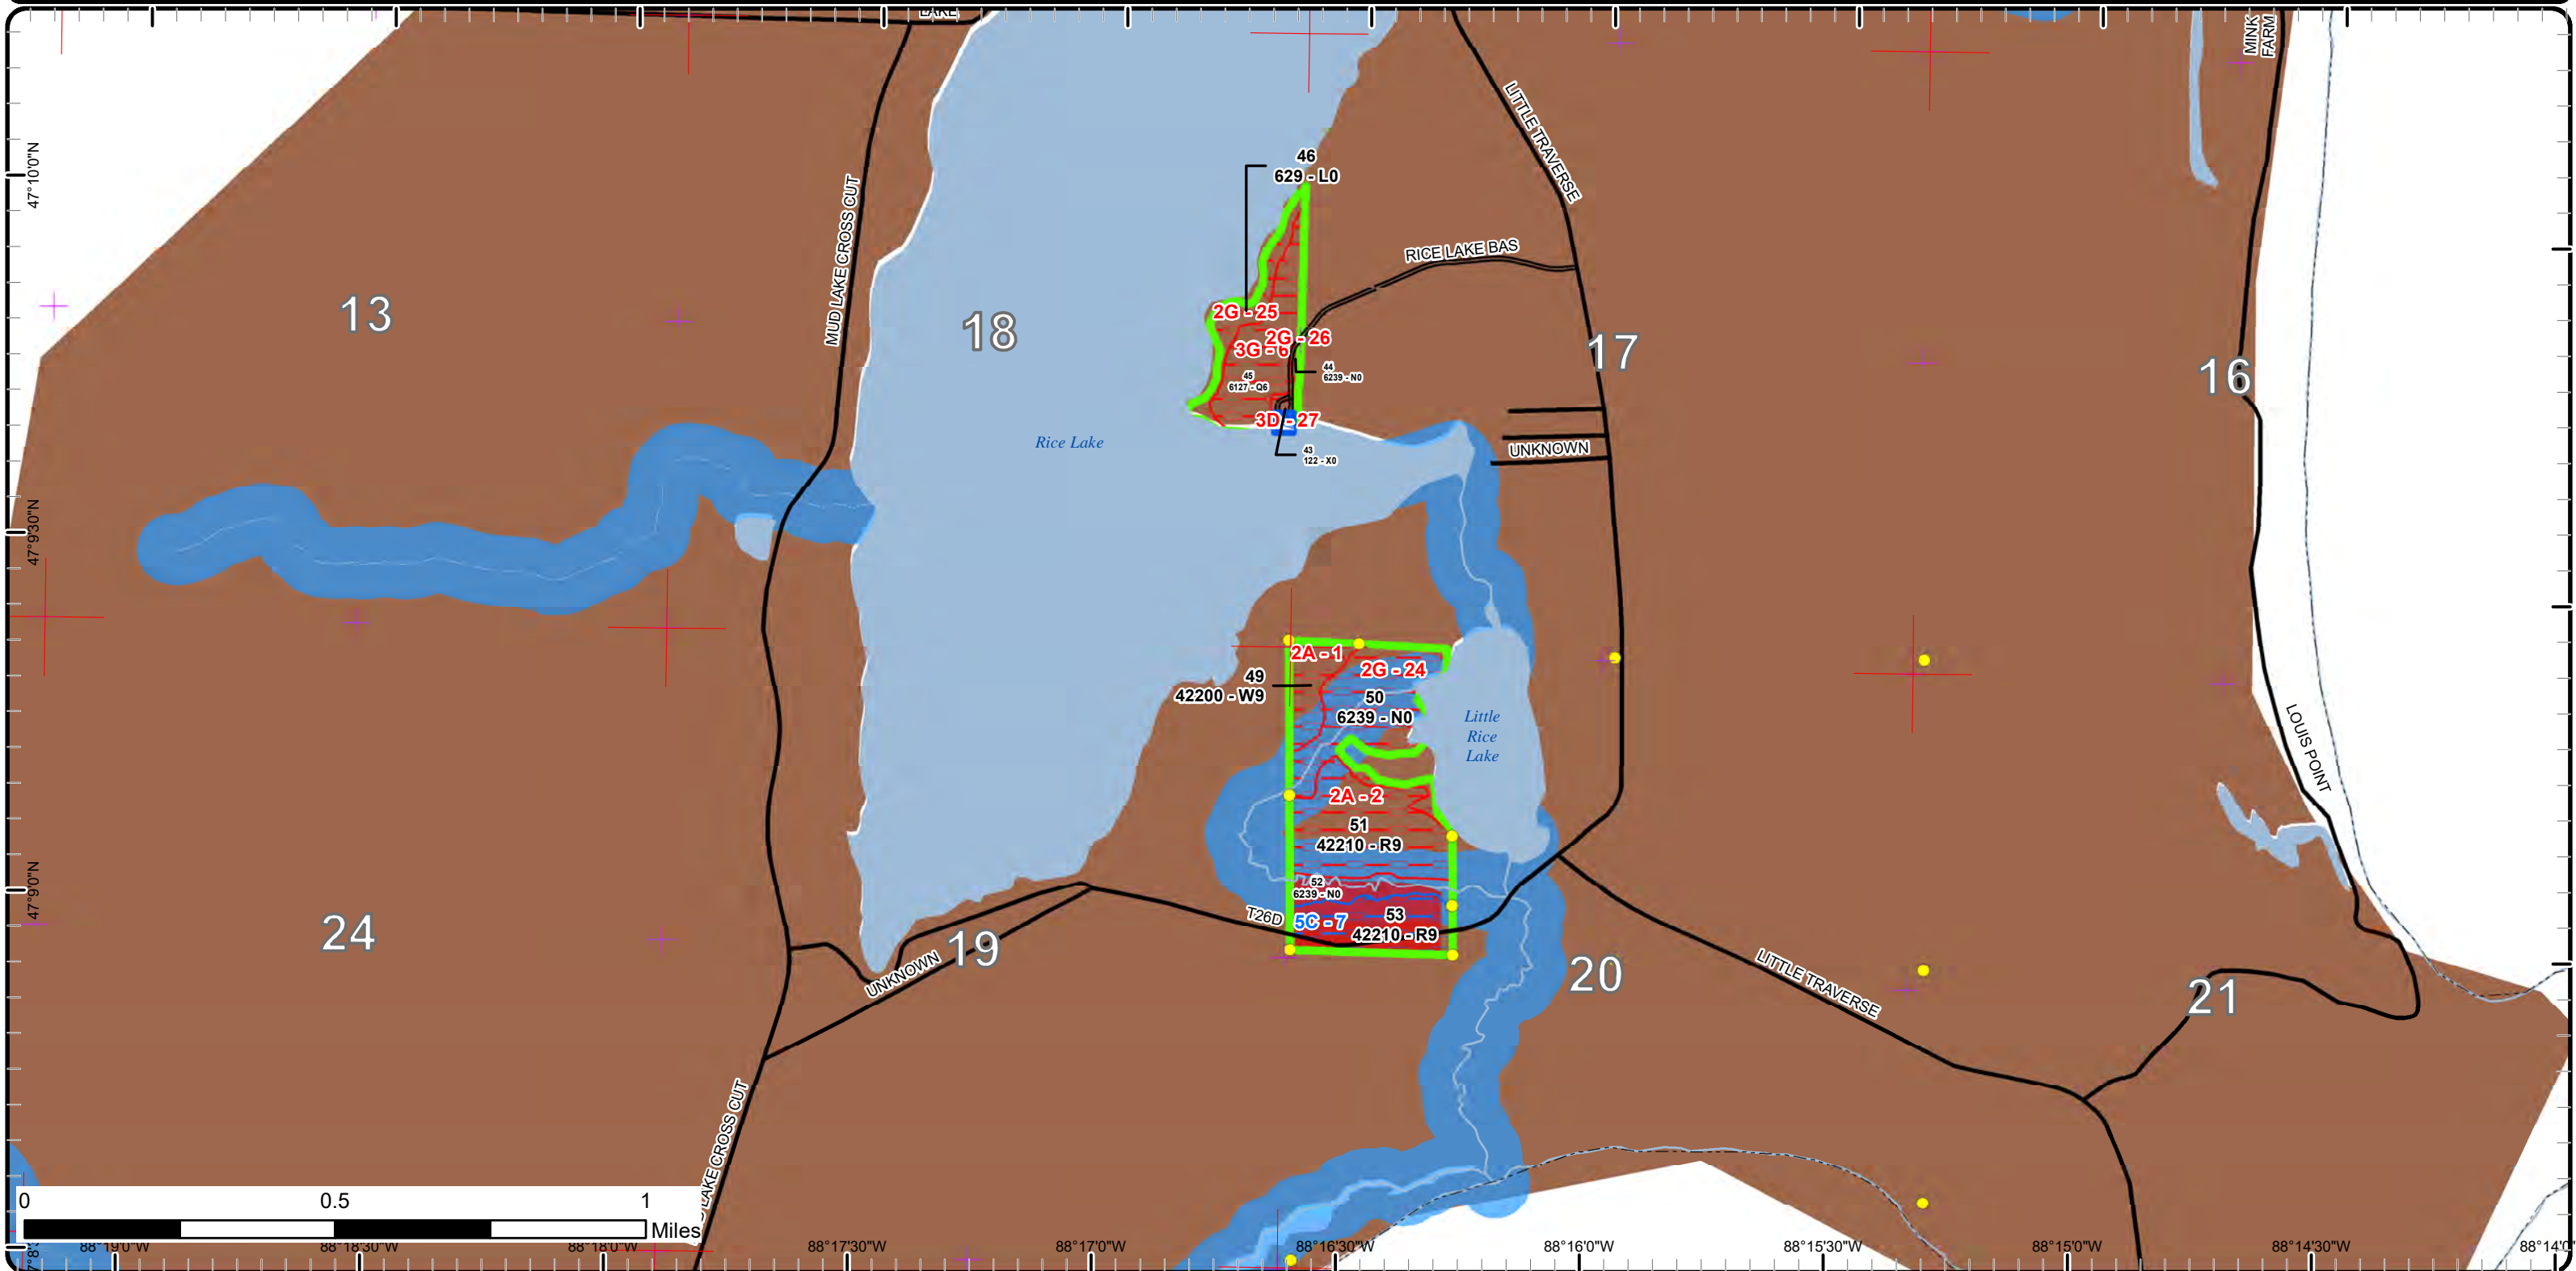 LAKE
MINK
FARM
LITTLE TRAVERSE
47°10'0"N
46
629 - L0
MUD LAKE CROSS CUT
RICE LAKE BAS
13
18
2G - 25
2G - 26
3G - 6
17
44
6239 - N0
45
6127 - Q6
16
3D - 27
Rice Lake
43
122 - X0
UNKNOWN
47°9'30"N
2A - 1
2G - 24
49
42200 - W9
50
6239 - N0
Little
Rice
Lake
LOUIS POINT
2A - 2
51
42210 - R9
47°9'0"N
52
6239 - N0
T26D
5C - 7
53
42210 - R9
24
19
UNKNOWN
20
LITTLE TRAVERSE
21
LAKE CROSS CUT
0 0.5 1
Miles
88°19'0"W 88°18'30"W 88°18'0"W 88°17'30"W 88°17'0"W 88°16'30"W 88°16'0"W 88°15'30"W 88°15'0"W 88°14'30"W 88°14'0"